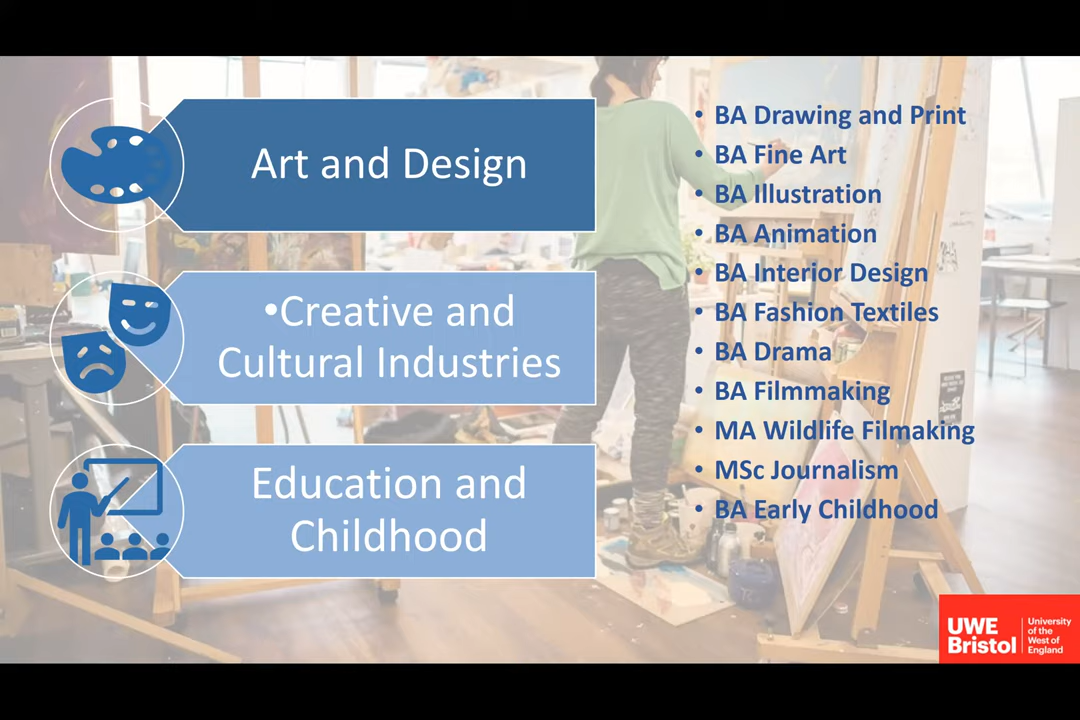 Art and Design
•Creative and
Cultural Industries
Education and
Childhood
• BA Drawing and Print
• BA Fine Art
• BA Illustration
• BA Animation
• BA Interior Design
• BA Fashion Textiles
• BA Drama
• BA Filmmaking
• MA Wildlife Filmaking
• MSc Journalism
• BA Early Childhood
UWE
Bristol
University
of the
West of
England